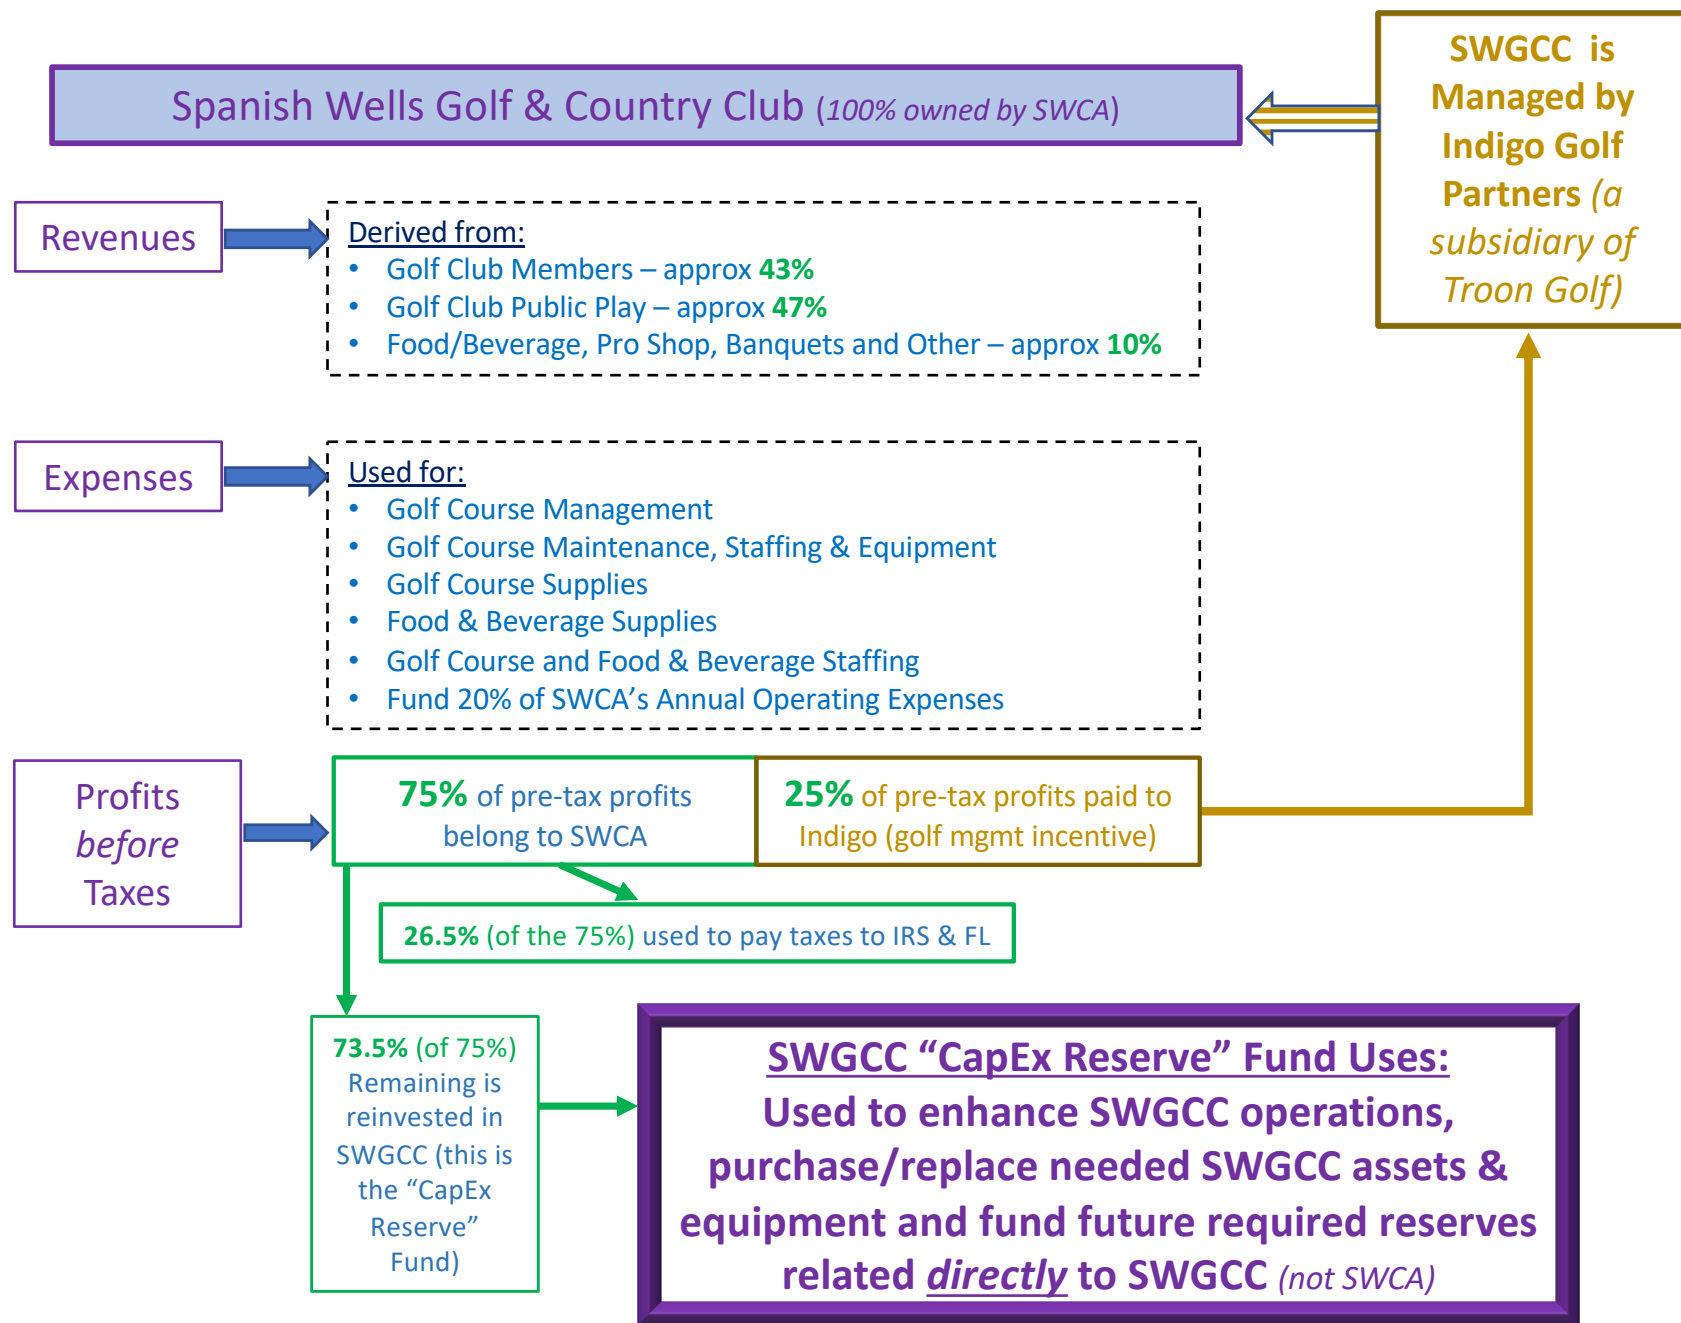 Spanish Wells Golf & Country Club (100% owned by SWCA)
SWGCC is
Managed by
Indigo Golf
Partners (a
subsidiary of
Troon Golf)
Revenues
Derived from:
• Golf Club Members – approx 43%
• Golf Club Public Play – approx 47%
• Food/Beverage, Pro Shop, Banquets and Other – approx 10%
Expenses
Used for:
• Golf Course Management
• Golf Course Maintenance, Staffing & Equipment
• Golf Course Supplies
• Food & Beverage Supplies
• Golf Course and Food & Beverage Staffing
• Fund 20% of SWCA’s Annual Operating Expenses
Profits
before
Taxes
75% of pre-tax profits
belong to SWCA
25% of pre-tax profits paid to
Indigo (golf mgmt incentive)
26.5% (of the 75%) used to pay taxes to IRS & FL
73.5% (of 75%)
Remaining is
reinvested in
SWGCC (this is
the “CapEx
Reserve”
Fund)
SWGCC “CapEx Reserve” Fund Uses:
Used to enhance SWGCC operations,
purchase/replace needed SWGCC assets &
equipment and fund future required reserves
related directly to SWGCC (not SWCA)